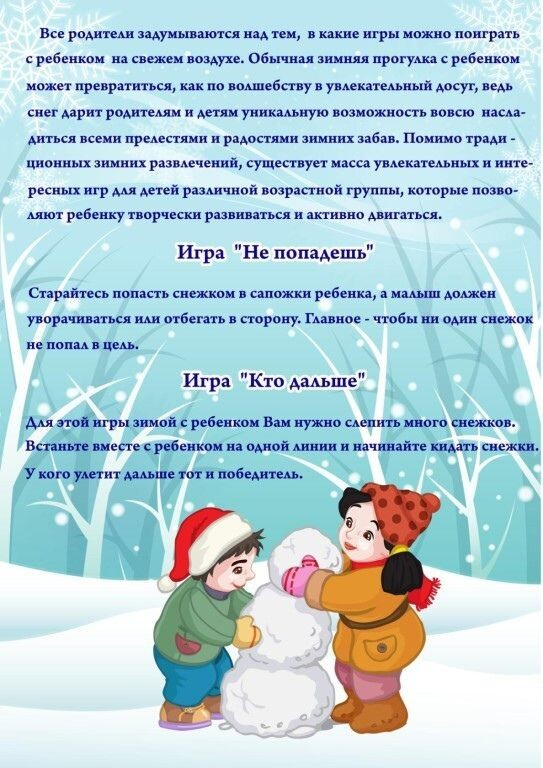 Все родители задумываются над тем, в какие игры можно поиграть
с ребенком на свежем воздухе. Обычная зимняя прогулка с ребенком
может превратиться, как по волшебству в увлекательный досуг, ведь
снег дарит родителям и детям уникальную возможность вовсю насла-
диться всеми прелестями и радостями зимних забав. Помимо тради -
ционных зимних развлечений, существует масса увлекательных и инте-
ресных игр для детей различной возрастной группы, которые позво-
ляют ребенку творчески развиваться и активно двигаться.
Игра "Не попадешь"
Старайтесь попасть снежком в сапожки ребенка, а малыш должен
уворачиваться или отбегать в сторону. Главное - чтобы ни один снежок
не попал в цель.
Игра "Кто дальше"
Для этой игры зимой с ребенком Вам нужно слепить много снежков.
Встаньте вместе с ребенком на одной линии и начинайте кидать снежки.
У кого улетит дальше тот и победитель.